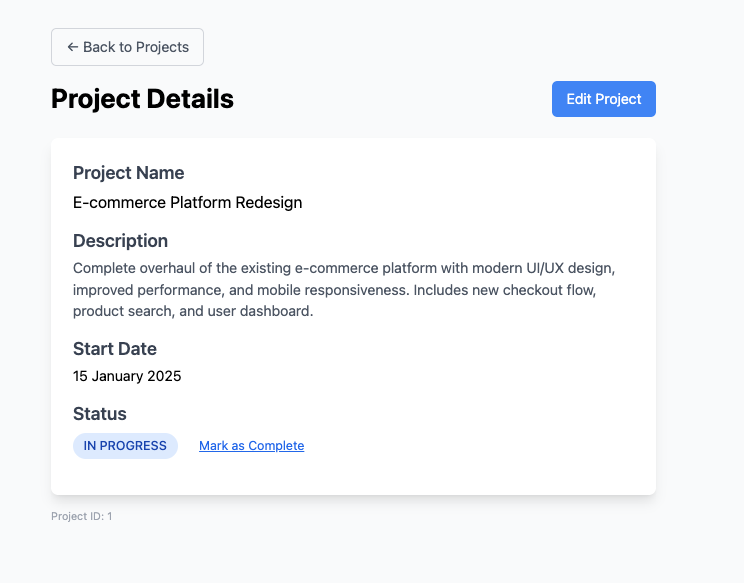 ← Back to Projects
Project Details
Edit Project
Project Name
E-commerce Platform Redesign
Description
Complete overhaul of the existing e-commerce platform with modern UI/UX design,
improved performance, and mobile responsiveness. Includes new checkout flow,
product search, and user dashboard.
Start Date
15 January 2025
Status
IN PROGRESS
Mark as Complete
Project ID: 1